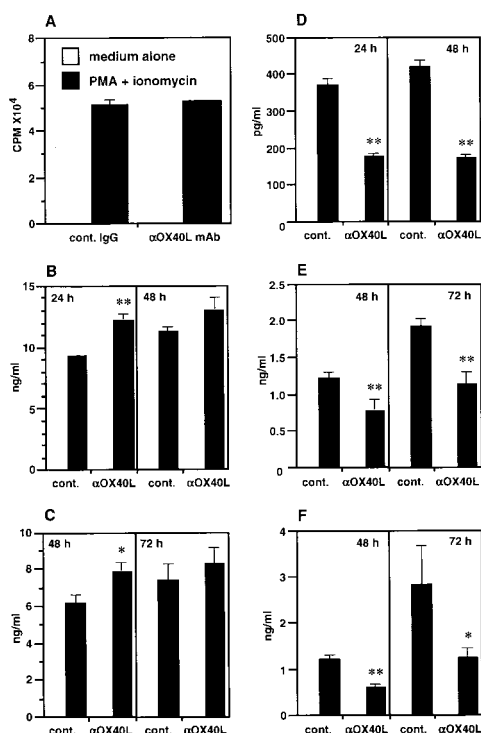 A
8
6
4
2
0
CPM X10⁴
medium alone
PMA + ionomycin
cont. IgG
αOX40L mAb
B
15
10
5
0
ng/ml
24 h
48 h
**
cont.
αOX40L
cont.
αOX40L
C
10
8
6
4
2
0
ng/ml
48 h
72 h
*
cont.
αOX40L
cont.
αOX40L
D
500
400
300
200
100
0
pg/ml
24 h
48 h
**
**
cont.
αOX40L
cont.
αOX40L
E
2.5
2.0
1.5
1.0
0.5
0
ng/ml
48 h
72 h
**
**
cont.
αOX40L
cont.
αOX40L
F
4
3
2
1
0
ng/ml
48 h
72 h
**
*
cont.
αOX40L
cont.
αOX40L